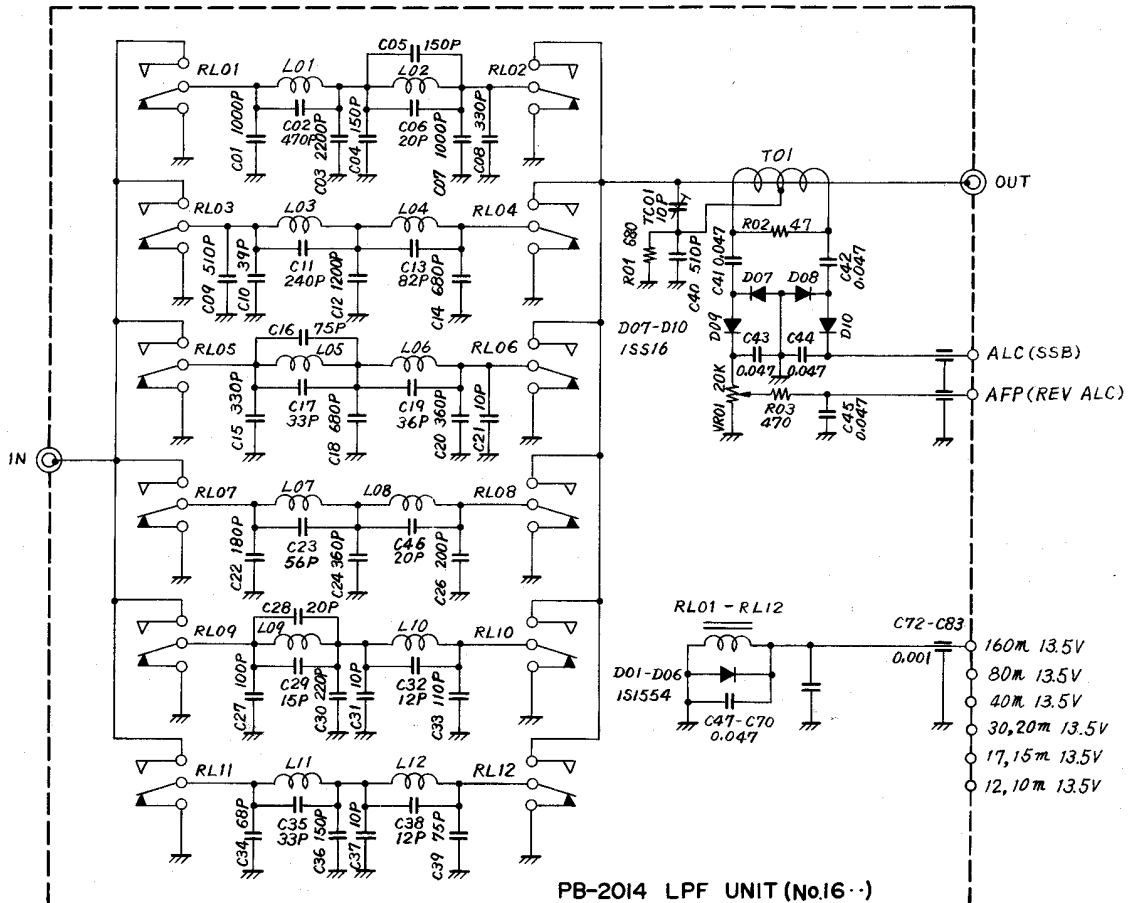 C05 150P
RL01 L01 L02 RL02
C01 1000P
C02
470P
C03 2200P
C04 150P
C06
20P
C07 1000P
C08 330P
RL03 L03 L04 RL04
C09 510P
C10 39P
C11
240P
C12 1200P
C13
82P
C14 680P
C16 75P
RL05 L05 L06 RL06
C15 330P
C17
33P
C18 680P
C19
36P
C20 360P
C21 10P
IN
RL07 L07 L08 RL08
C22 180P
C23
56P
C24 360P
C46
20P
C26 200P
C28 20P
RL09 L09 L10 RL10
C27 100P
C29
15P
C30 220P
C31 10P
C32
12P
C33 110P
RL11 L11 L12 RL12
C34 68P
C35
33P
C36 150P
C37 10P
C38
12P
C39 75P
T01
OUT
TC01
10P
R01 680
C40 510P
R02 47
C41 0.047
C42
0.047
D07 D08
D07-D10
1SS16
D09
D10
C43
0.047
C44
0.047
ALC (SSB)
VR01 20K
R03
470
C45
0.047
AFP (REV ALC)
RL01 - RL12
D01-D06
1S1554
C47-C70
0.047
C72-C83
0.001
160m 13.5V
80m 13.5V
40m 13.5V
30,20m 13.5V
17,15m 13.5V
12,10m 13.5V
PB-2014 LPF UNIT (No.16··)